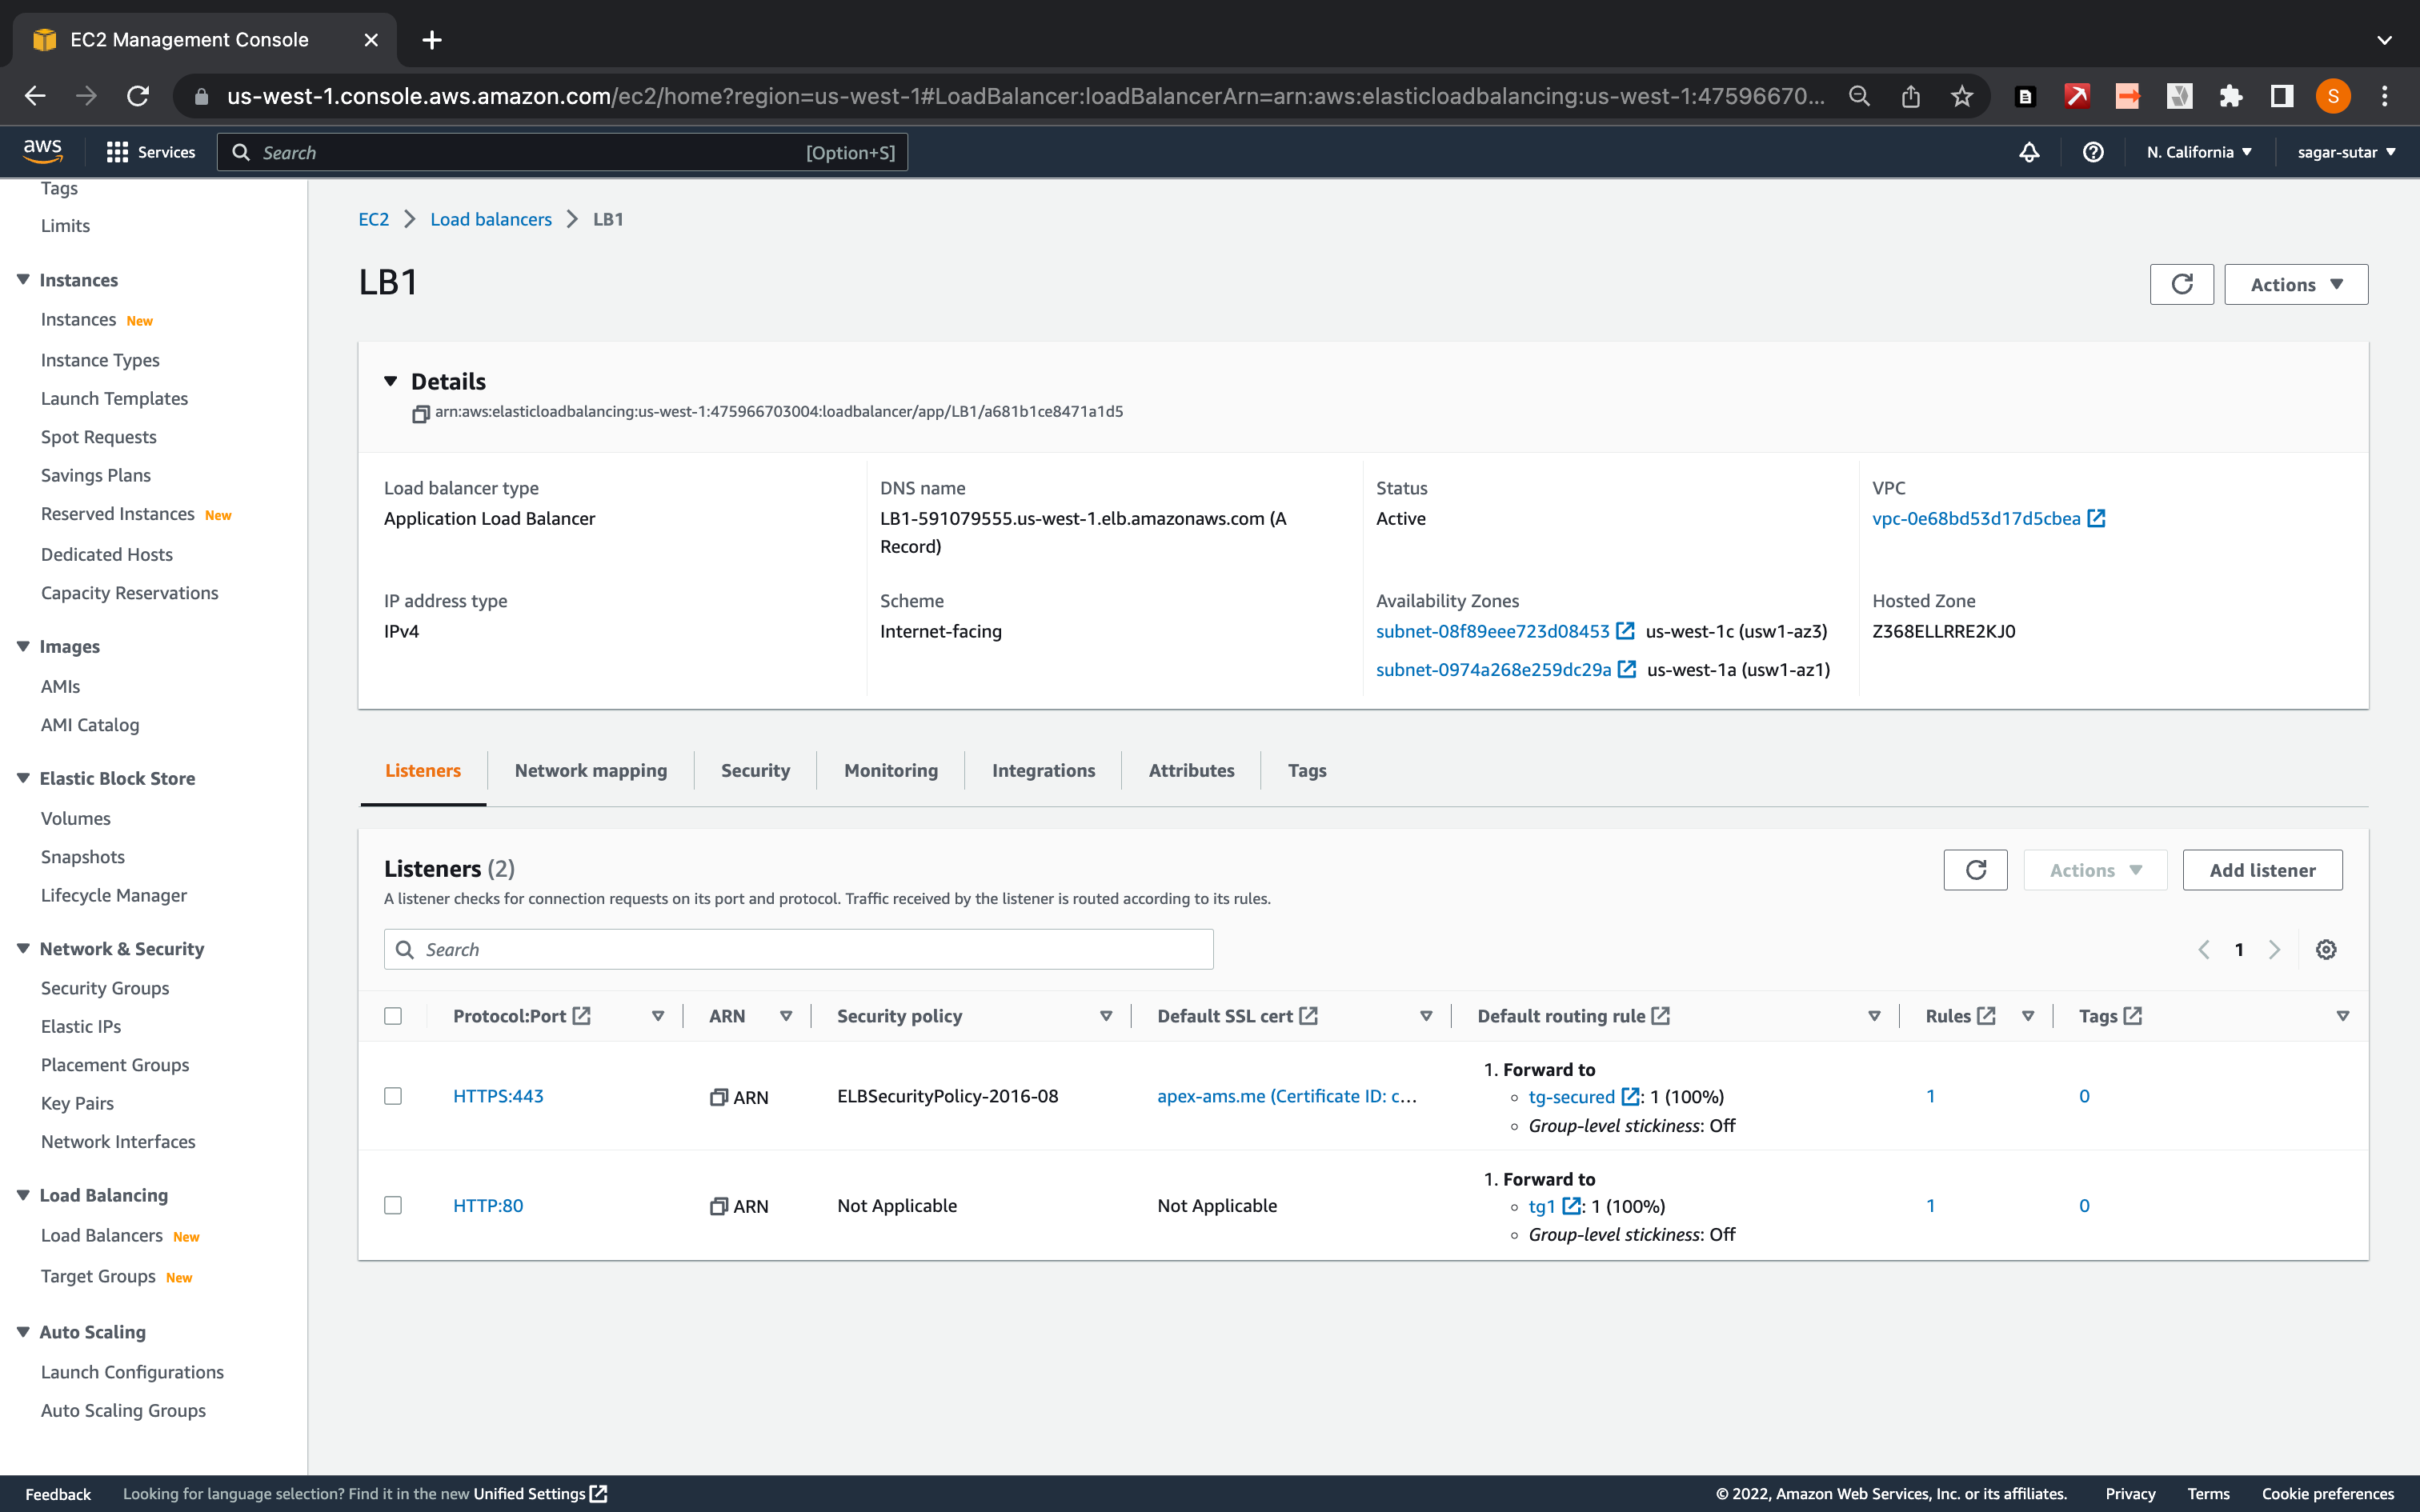 EC2 Management Console
us-west-1.console.aws.amazon.com/ec2/home?region=us-west-1#LoadBalancer:loadBalancerArn=arn:aws:elasticloadbalancing:us-west-1:47596670...
S
aws
Services
Search
[Option+S]
N. California
sagar-sutar
Tags
Limits
Instances
Instances New
Instance Types
Launch Templates
Spot Requests
Savings Plans
Reserved Instances New
Dedicated Hosts
Capacity Reservations
Images
AMIs
AMI Catalog
Elastic Block Store
Volumes
Snapshots
Lifecycle Manager
Network & Security
Security Groups
Elastic IPs
Placement Groups
Key Pairs
Network Interfaces
Load Balancing
Load Balancers New
Target Groups New
Auto Scaling
Launch Configurations
Auto Scaling Groups
EC2 > Load balancers > LB1
LB1
Actions
Details
arn:aws:elasticloadbalancing:us-west-1:475966703004:loadbalancer/app/LB1/a681b1ce8471a1d5
Load balancer type
Application Load Balancer
DNS name
LB1-591079555.us-west-1.elb.amazonaws.com (A
Record)
Status
Active
VPC
vpc-0e68bd53d17d5cbea
IP address type
IPv4
Scheme
Internet-facing
Availability Zones
subnet-08f89eee723d08453 us-west-1c (usw1-az3)
subnet-0974a268e259dc29a us-west-1a (usw1-az1)
Hosted Zone
Z368ELLRRE2KJ0
Listeners
Network mapping
Security
Monitoring
Integrations
Attributes
Tags
Listeners (2)
A listener checks for connection requests on its port and protocol. Traffic received by the listener is routed according to its rules.
Actions
Add listener
Search
1
Protocol:Port
ARN
Security policy
Default SSL cert
Default routing rule
Rules
Tags
HTTPS:443
ARN
ELBSecurityPolicy-2016-08
apex-ams.me (Certificate ID: c...
1. Forward to
tg-secured : 1 (100%)
Group-level stickiness: Off
1
0
HTTP:80
ARN
Not Applicable
Not Applicable
1. Forward to
tg1 : 1 (100%)
Group-level stickiness: Off
1
0
Feedback
Looking for language selection? Find it in the new Unified Settings
© 2022, Amazon Web Services, Inc. or its affiliates.
Privacy
Terms
Cookie preferences